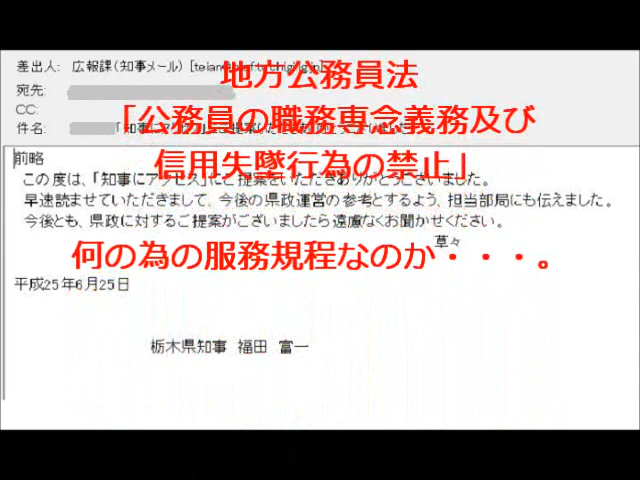 差出人: 広報課(知事メール)
地方公務員法
宛先:
CC:
「公務員の職務専念義務及び
件名:
信用失墜行為の禁止」
前略
この度は、「知事にアクセス」にご提案をいただきありがとうございました。
早速読ませていただきまして、今後の県政運営の参考とするよう、担当部局にも伝えました。
今後とも、県政に対するご提案がございましたら遠慮なくお聞かせください。
草々
何の為の服務規程なのか・・・。
平成25年6月25日
栃木県知事 福田 富一